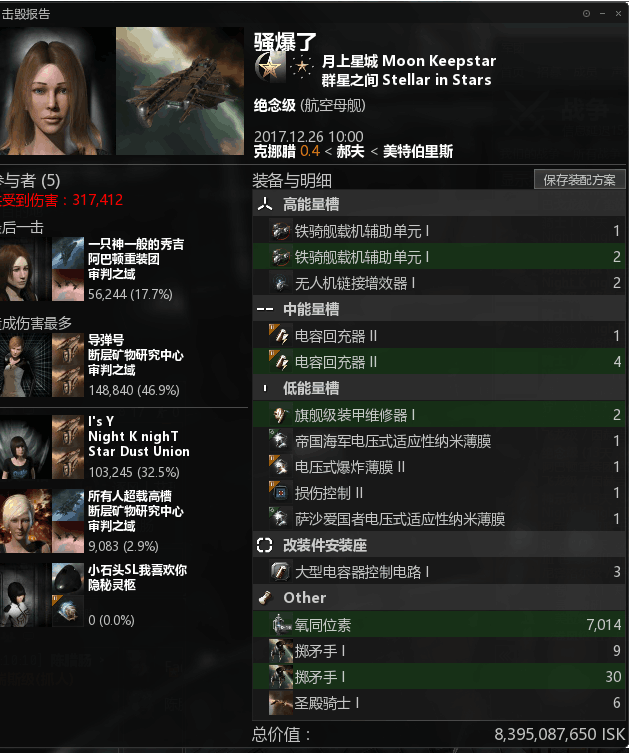 击毁报告
骚爆了
月上星城 Moon Keepstar
群星之间 Stellar in Stars
绝念级 (航空母舰)
2017.12.26 10:00
克挪腊 0.4 < 郝夫 < 美特伯里斯
与者 (5)
受到伤害：317,412
后一击
一只神一般的秀吉
阿巴顿重装团
审判之域
56,244 (17.7%)
成伤害最多
导弹号
断层矿物研究中心
审判之域
148,840 (46.9%)
I's Y
Night K nighT
Star Dust Union
103,245 (32.5%)
所有人超载高槽
断层矿物研究中心
审判之域
9,083 (2.9%)
小石头SL我喜欢你
隐秘灵柩
0 (0.0%)
装备与明细
保存装配方案
高能量槽
铁骑舰载机辅助单元 I 1
铁骑舰载机辅助单元 I 2
无人机链接增效器 I 2
中能量槽
电容回充器 II 1
电容回充器 II 4
低能量槽
旗舰级装甲维修器 I 2
帝国海军电压式适应性纳米薄膜 1
电压式爆炸薄膜 II 1
损伤控制 II 1
萨沙爱国者电压式适应性纳米薄膜 1
改装件安装座
大型电容器控制电路 I 3
Other
氧同位素 7,014
掷矛手 I 9
掷矛手 I 30
圣殿骑士 I 6
总价值： 8,395,087,650 ISK